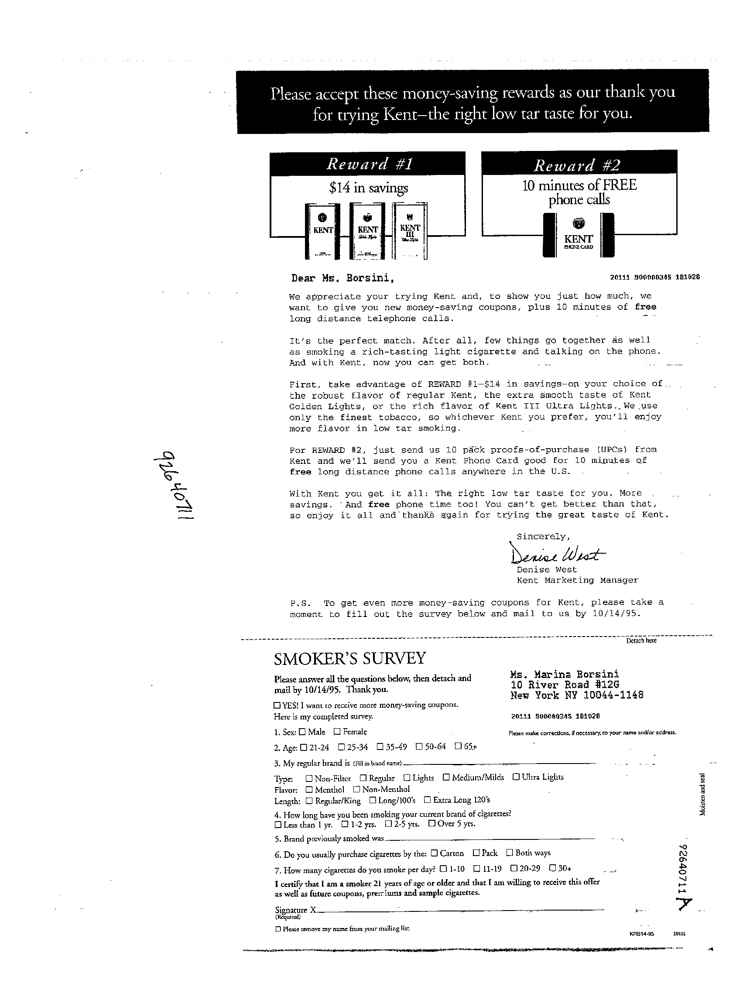 Please accept these money-saving rewards as our thank you
for trying Kent—the right low tar taste for you.
Reward #1
$14 in savings
KENT
KENT
KENT
III
Reward #2
10 minutes of FREE
phone calls
KENT
PHONE CARD
Dear Ms. Borsini,
20111 90000034S 181028
We appreciate your trying Kent and, to show you just how much, we
want to give you new money-saving coupons, plus 10 minutes of free
long distance telephone calls.
It's the perfect match. After all, few things go together as well
as smoking a rich-tasting light cigarette and talking on the phone.
And with Kent, now you can get both.
First, take advantage of REWARD #1—$14 in savings—on your choice of
the robust flavor of regular Kent, the extra smooth taste of Kent
Golden Lights, or the rich flavor of Kent III Ultra Lights. We use
only the finest tobacco, so whichever Kent you prefer, you'll enjoy
more flavor in low tar smoking.
For REWARD #2, just send us 10 pack proofs-of-purchase (UPCs) from
Kent and we'll send you a Kent Phone Card good for 10 minutes of
free long distance phone calls anywhere in the U.S.
With Kent you get it all: The right low tar taste for you. More
savings. And free phone time too! You can't get better than that,
so enjoy it all and thanks again for trying the great taste of Kent.
Sincerely,
Denise West
Denise West
Kent Marketing Manager
P.S. To get even more money-saving coupons for Kent, please take a
moment to fill out the survey below and mail to us by 10/14/95.
92640711
Detach here
SMOKER'S SURVEY
Please answer all the questions below, then detach and
mail by 10/14/95. Thank you.
☐ YES! I want to receive more money-saving coupons.
Here is my completed survey.
Ms. Marina Borsini
10 River Road #12G
New York NY 10044-1148
20111 90000034S 181028
Please make corrections, if necessary, to your name and/or address.
1. Sex: ☐ Male ☐ Female
2. Age: ☐ 21-24 ☐ 25-34 ☐ 35-49 ☐ 50-64 ☐ 65+
3. My regular brand is (Fill in brand name)
Type: ☐ Non-Filter ☐ Regular ☐ Lights ☐ Medium/Milds ☐ Ultra Lights
Flavor: ☐ Menthol ☐ Non-Menthol
Length: ☐ Regular/King ☐ Long/100's ☐ Extra Long 120's
4. How long have you been smoking your current brand of cigarettes?
☐ Less than 1 yr. ☐ 1-2 yrs. ☐ 2-5 yrs. ☐ Over 5 yrs.
5. Brand previously smoked was
6. Do you usually purchase cigarettes by the: ☐ Carton ☐ Pack ☐ Both ways
7. How many cigarettes do you smoke per day? ☐ 1-10 ☐ 11-19 ☐ 20-29 ☐ 30+
I certify that I am a smoker 21 years of age or older and that I am willing to receive this offer
as well as future coupons, premiums and sample cigarettes.
Signature X
(Required)
☐ Please remove my name from your mailing list.
Moisten and seal
92640711 A
20111